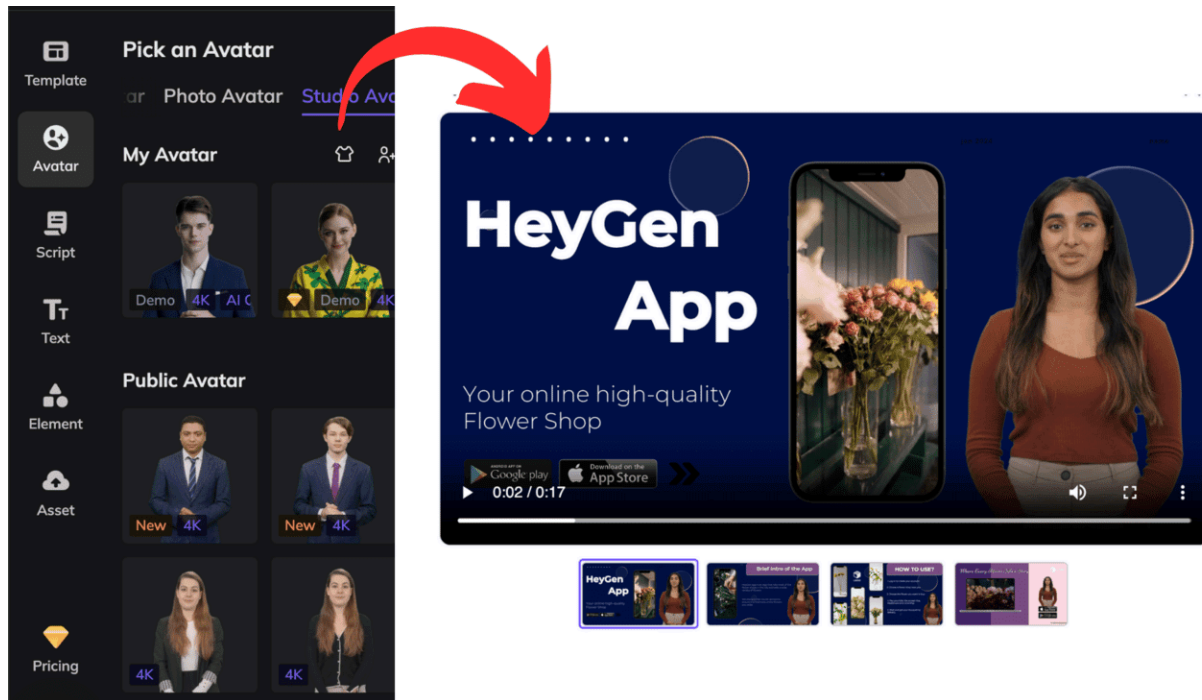 Template
Avatar
Script
Text
Element
Asset
Pricing
Pick an Avatar
ar Photo Avatar Studio Ava
My Avatar
Demo 4K AI C
Demo 4K
Public Avatar
New 4K
New 4K
4K
4K
HeyGen
App
Your online high-quality
Flower Shop
ANDROID APP ON
Google play
Download on the
App Store
0:02 / 0:17
HeyGen
App
Brief Intro of the App
HOW TO USE?